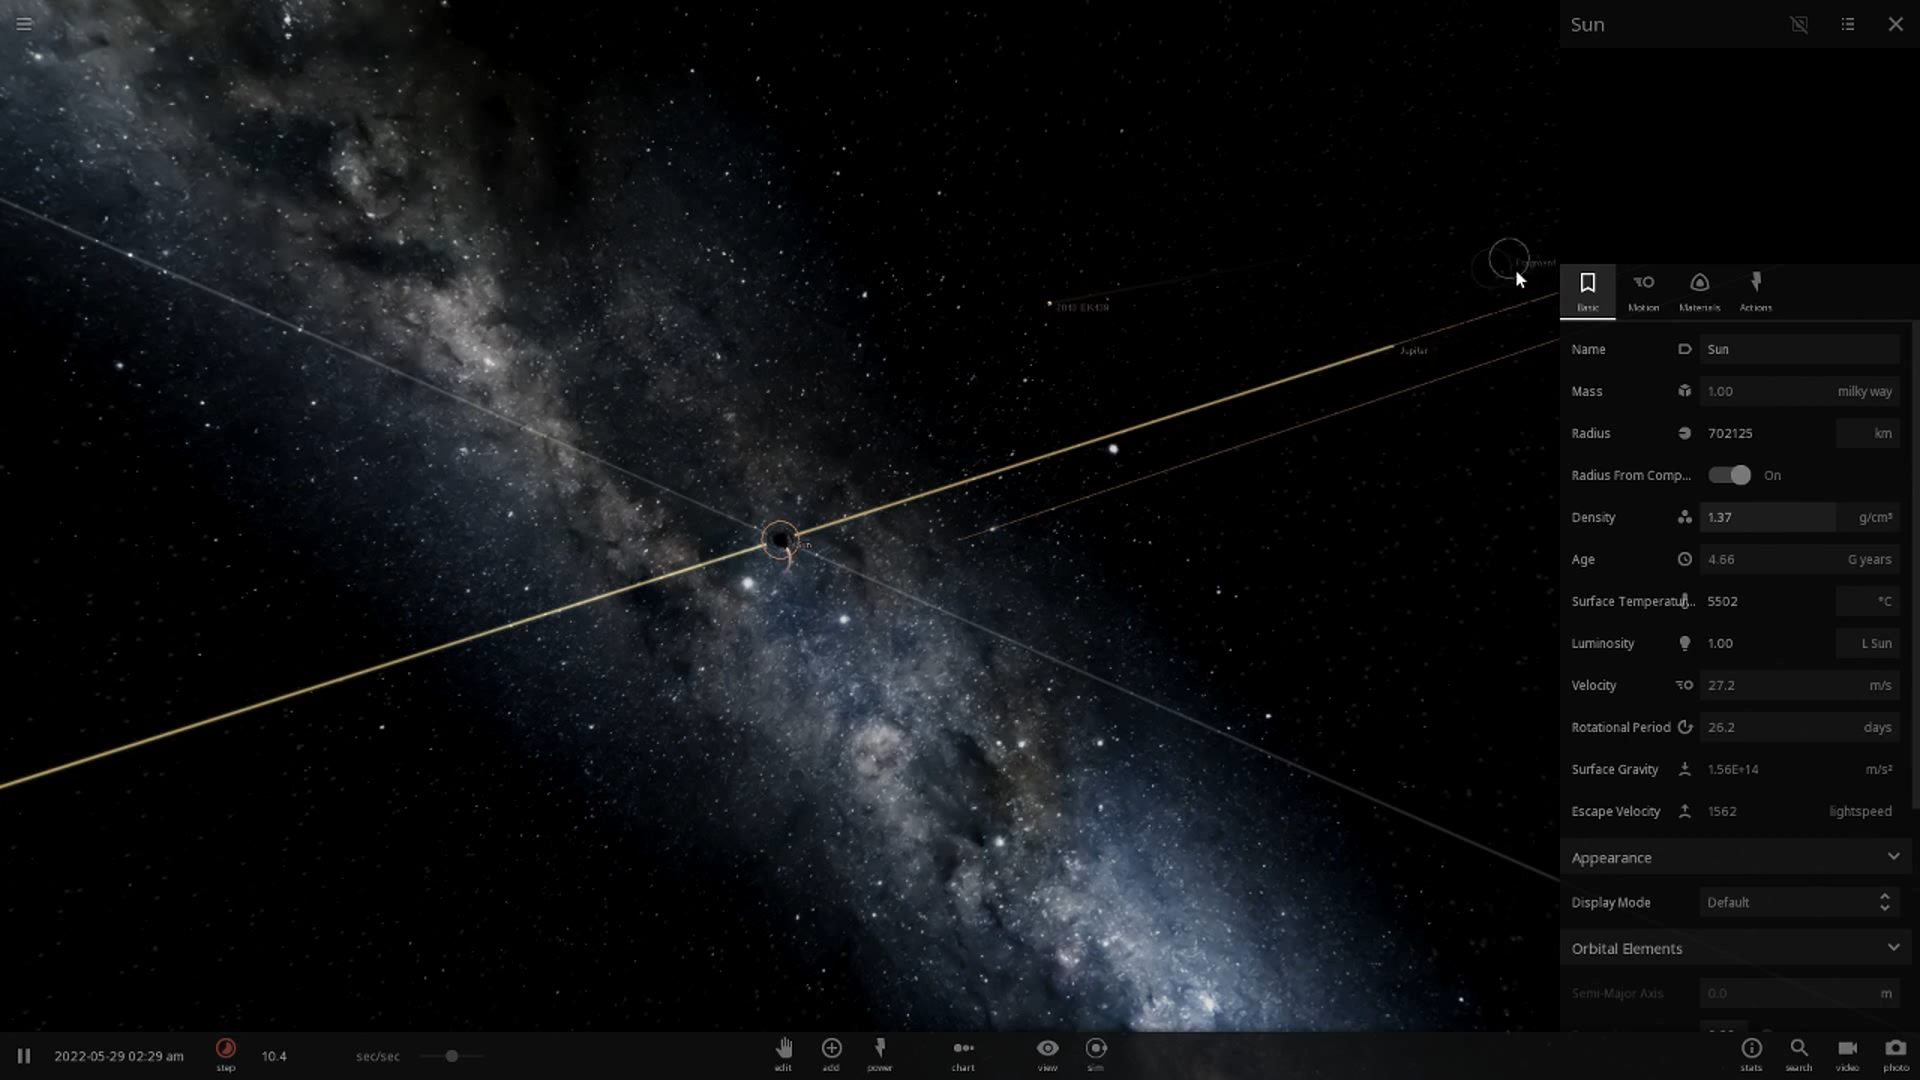 Sun
2013 EK139
Jupiter
Sun
Basic
Motion
Materials
Actions
Name Sun
Mass 1.00 milky way
Radius 702125 km
Radius From Comp... On
Density 1.37 g/cm³
Age 4.66 G years
Surface Temperatur... 5502 °C
Luminosity 1.00 L Sun
Velocity 27.2 m/s
Rotational Period 26.2 days
Surface Gravity 1.56E+14 m/s²
Escape Velocity 1562 lightspeed
Appearance
Display Mode Default
Orbital Elements
Semi-Major Axis 0.0 m
2022-05-29 02:29 am
step
10.4 sec/sec
edit
add
power
chart
view
sim
stats
search
video
photo